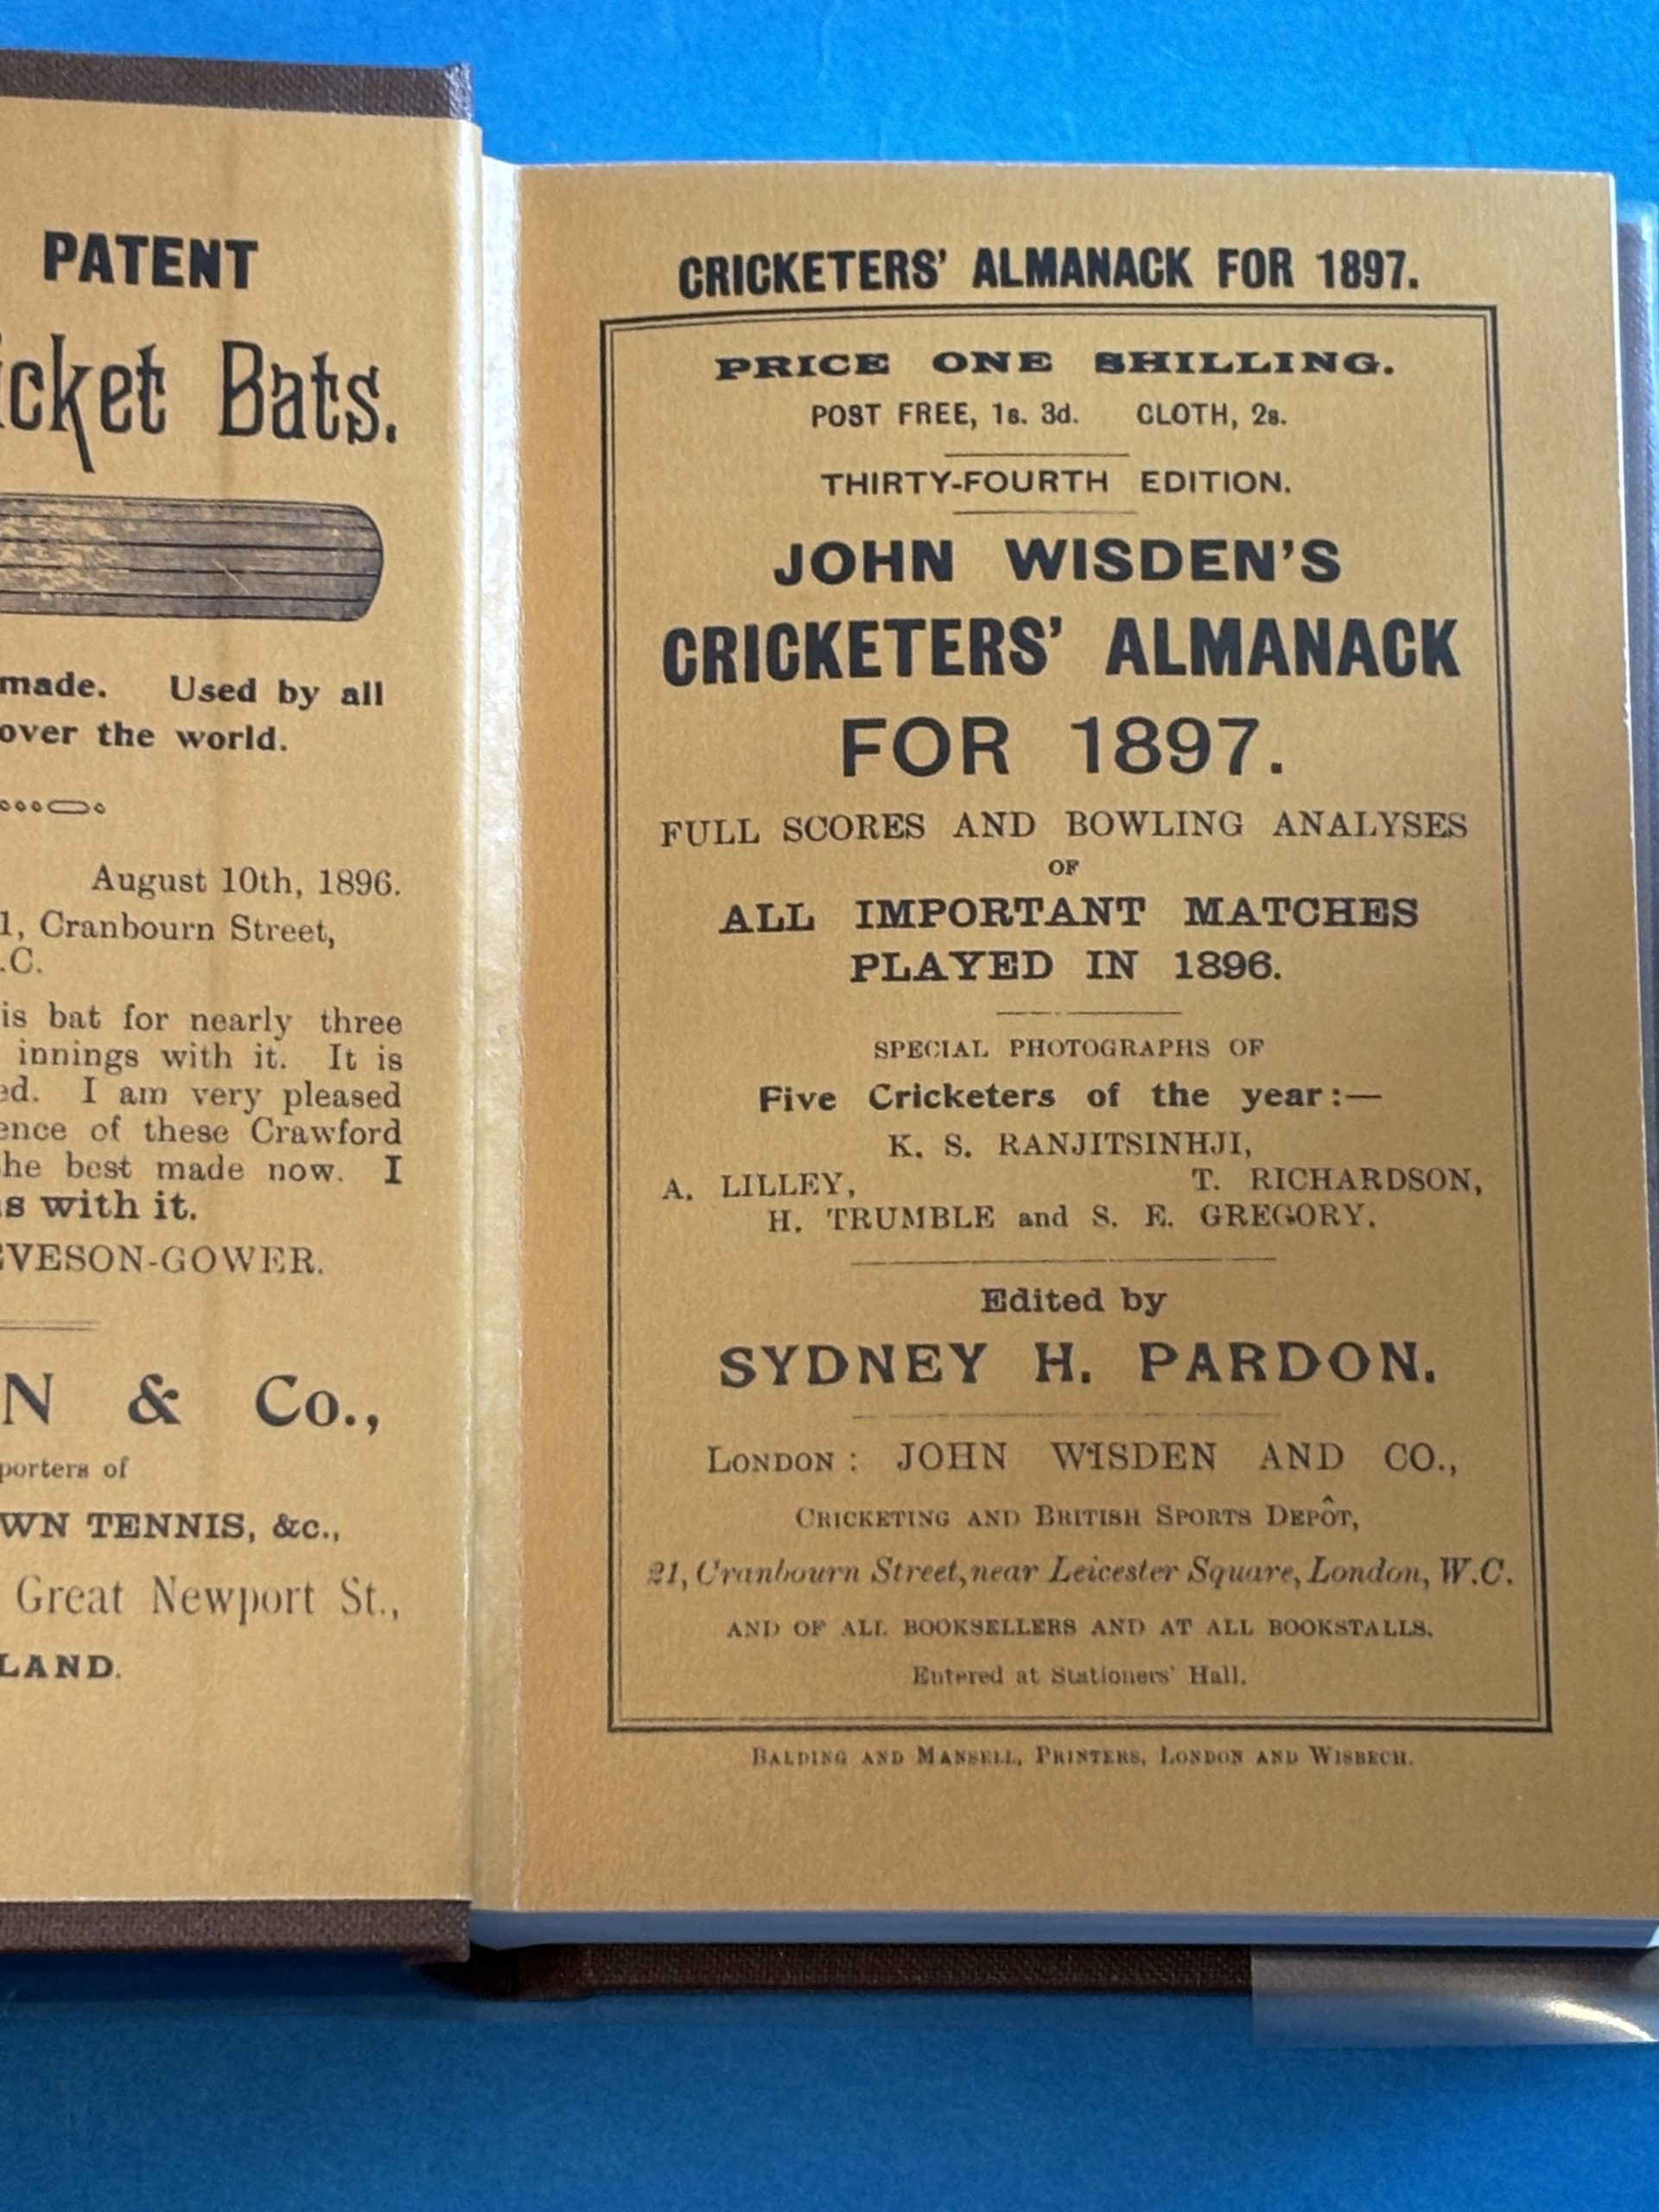 PATENT
icket Bats.
made. Used by all
over the world.
August 10th, 1896.
1, Cranbourn Street,
.C.
is bat for nearly three
innings with it. It is
ed. I am very pleased
ence of these Crawford
he best made now. I
s with it.
EVESON-GOWER.
N & Co.,
porters of
WN TENNIS, &c.,
Great Newport St.,
LAND.
CRICKETERS' ALMANACK FOR 1897.
PRICE ONE SHILLING.
POST FREE, 1s. 3d. CLOTH, 2s.
THIRTY-FOURTH EDITION.
JOHN WISDEN'S
CRICKETERS' ALMANACK
FOR 1897.
FULL SCORES AND BOWLING ANALYSES
OF
ALL IMPORTANT MATCHES
PLAYED IN 1896.
SPECIAL PHOTOGRAPHS OF
Five Cricketers of the year:—
K. S. RANJITSINHJI,
A. LILLEY, T. RICHARDSON,
H. TRUMBLE and S. E. GREGORY.
Edited by
SYDNEY H. PARDON.
LONDON: JOHN WISDEN AND CO.,
CRICKETING AND BRITISH SPORTS DEPÔT,
21, Cranbourn Street, near Leicester Square, London, W.C.
AND OF ALL BOOKSELLERS AND AT ALL BOOKSTALLS.
Entered at Stationers' Hall.
BALDING AND MANSELL, PRINTERS, LONDON AND WISBECH.